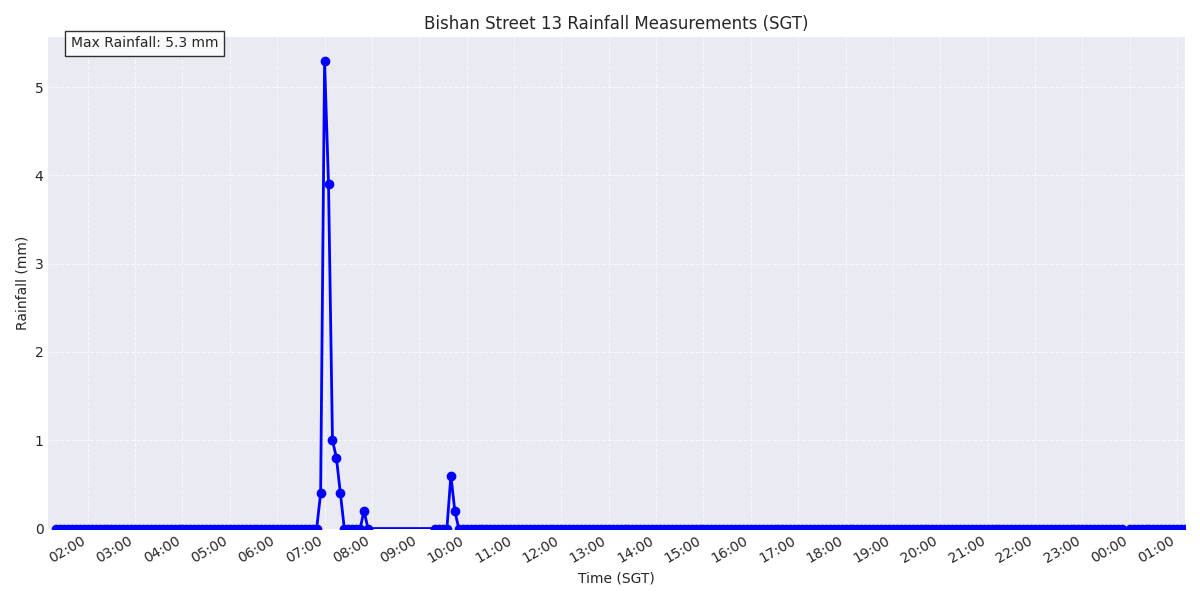 Bishan Street 13 Rainfall Measurements (SGT)
Max Rainfall: 5.3 mm
Rainfall (mm)
5
4
3
2
1
0
02:00 03:00 04:00 05:00 06:00 07:00 08:00 09:00 10:00 11:00 12:00 13:00 14:00 15:00 16:00 17:00 18:00 19:00 20:00 21:00 22:00 23:00 00:00 01:00
Time (SGT)